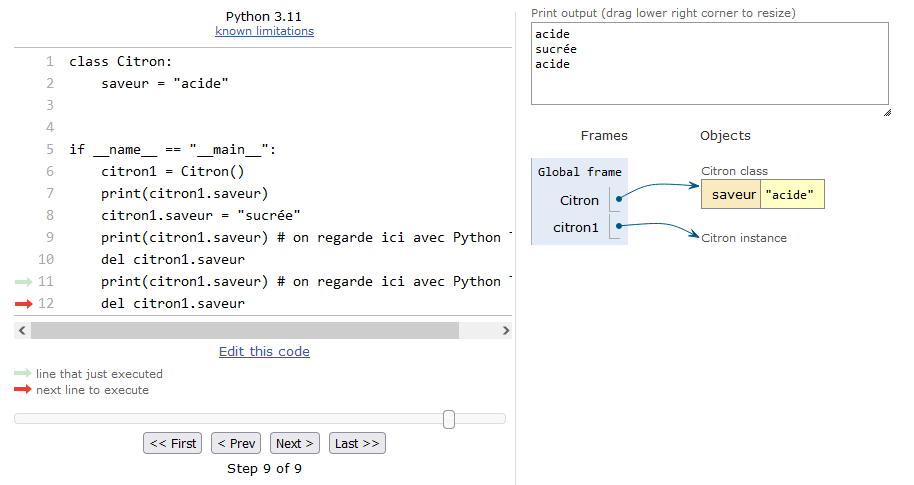 Python 3.11
known limitations
1 class Citron:
2 saveur = "acide"
3
4
5 if __name__ == "__main__":
6 citron1 = Citron()
7 print(citron1.saveur)
8 citron1.saveur = "sucrée"
9 print(citron1.saveur) # on regarde ici avec Python
10 del citron1.saveur
11 print(citron1.saveur) # on regarde ici avec Python
12 del citron1.saveur
Edit this code
line that just executed
next line to execute
<< First < Prev Next > Last >>
Step 9 of 9
Print output (drag lower right corner to resize)
acide
sucrée
acide
Frames Objects
Global frame
Citron
citron1
Citron class
saveur "acide"
Citron instance